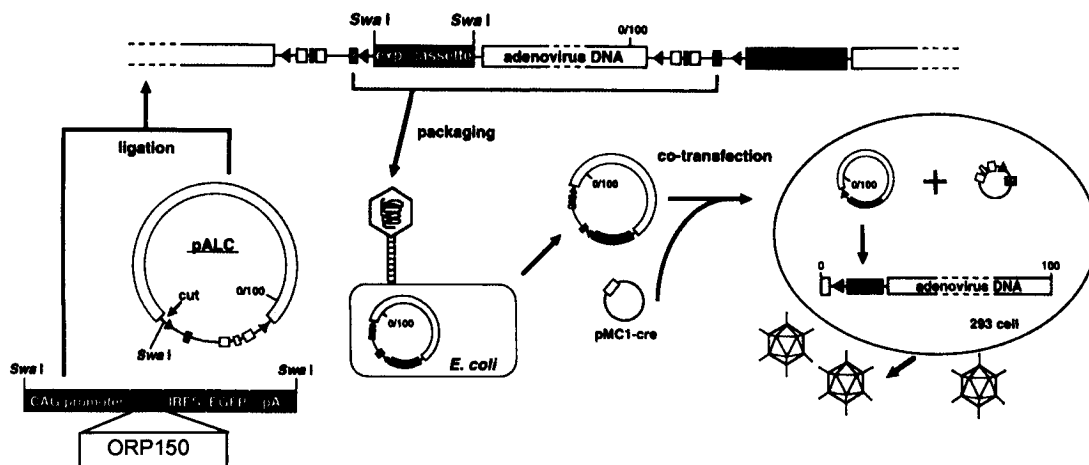 Swa I
Swa I
0/100
exp. cassette
adenovirus DNA
ligation
packaging
co-transfection
0/100
0/100
pALC
cut
0/100
Swa I
0/100
E. coli
pMC1-cre
0
100
adenovirus DNA
293 cell
Swa I
Swa I
CAG promoter
IRES
EGFP
pA
ORP150